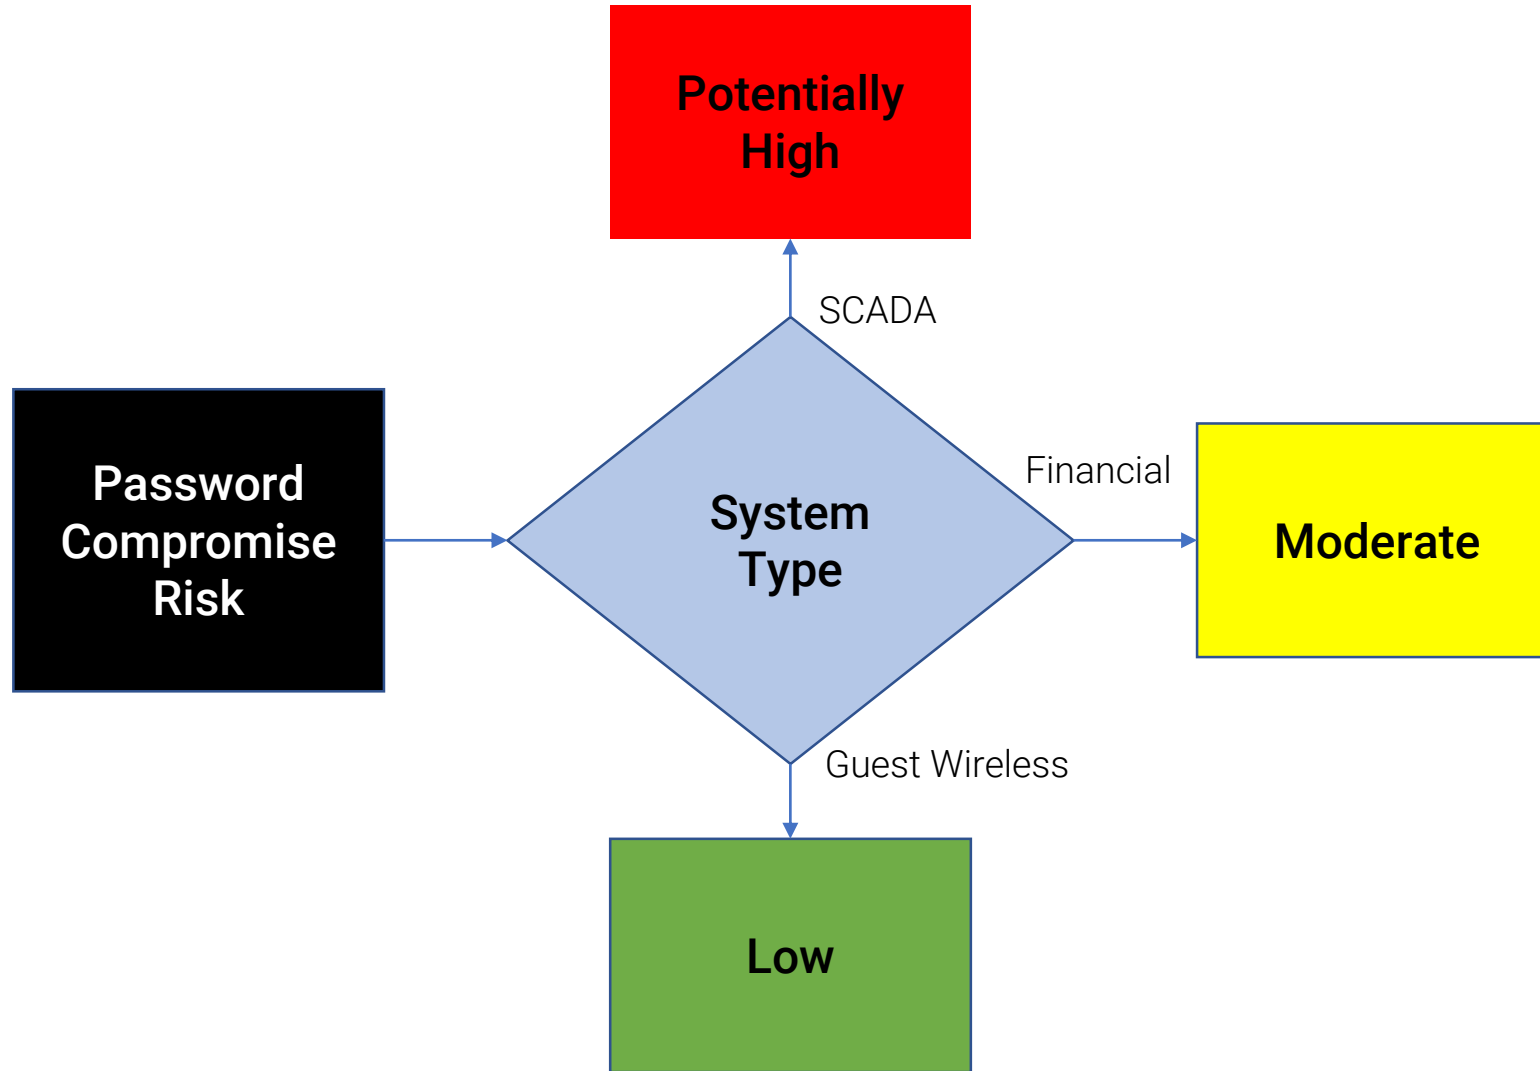 Potentially
High
SCADA
Password
Compromise
Risk
System
Type
Financial
Moderate
Guest Wireless
Low